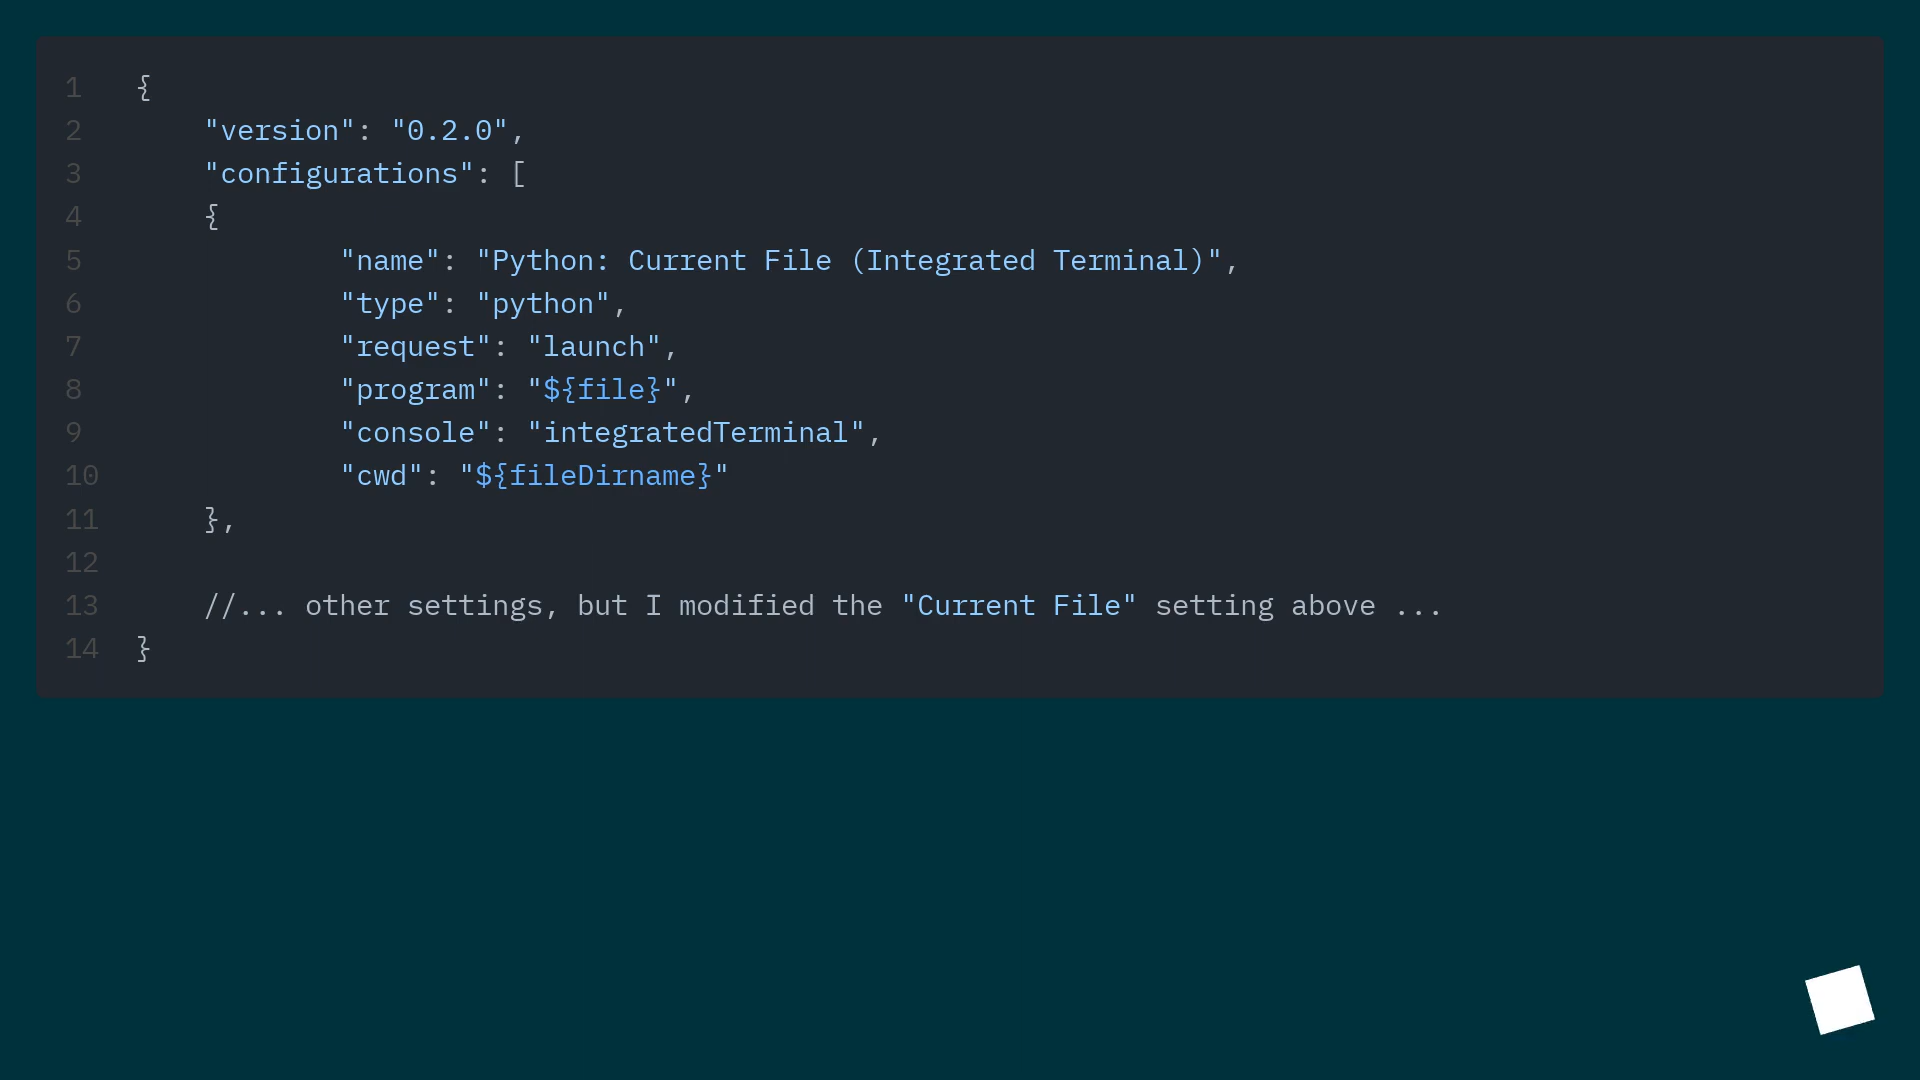 1 {
2 "version": "0.2.0",
3 "configurations": [
4 {
5 "name": "Python: Current File (Integrated Terminal)",
6 "type": "python",
7 "request": "launch",
8 "program": "${file}",
9 "console": "integratedTerminal",
10 "cwd": "${fileDirname}"
11 },
12
13 //... other settings, but I modified the "Current File" setting above ...
14 }